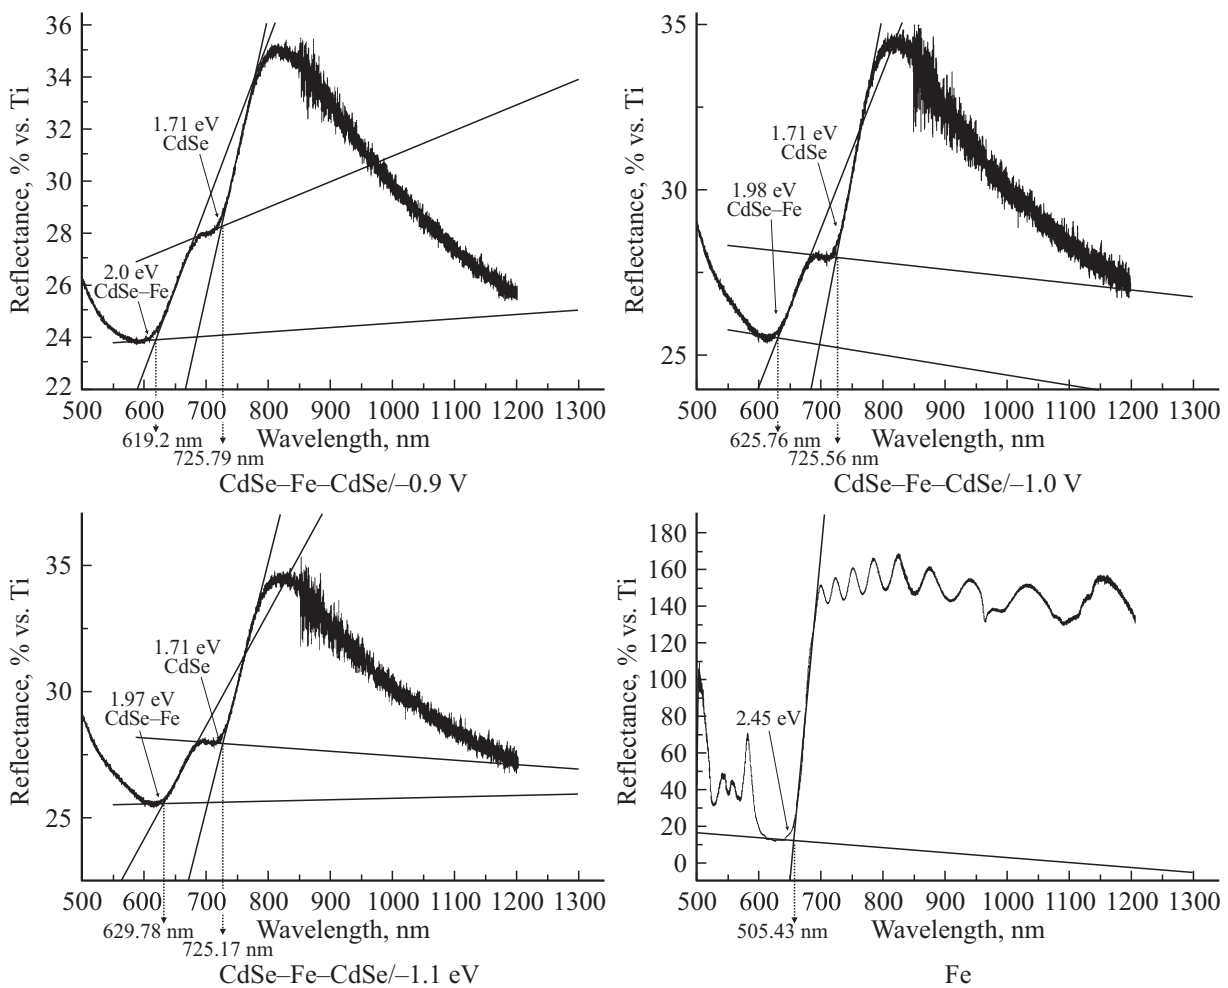 Reflectance, % vs. Ti
36
34
32
30
28
26
24
22
1.71 eV
CdSe
2.0 eV
CdSe–Fe
500 600 700 800 900 1000 1100 1200 1300
619.2 nm
Wavelength, nm
725.79 nm
CdSe–Fe–CdSe/–0.9 V
Reflectance, % vs. Ti
35
30
25
1.71 eV
CdSe
1.98 eV
CdSe–Fe
500 600 700 800 900 1000 1100 1200 1300
625.76 nm
Wavelength, nm
725.56 nm
CdSe–Fe–CdSe/–1.0 V
Reflectance, % vs. Ti
35
30
25
1.71 eV
CdSe
1.97 eV
CdSe–Fe
500 600 700 800 900 1000 1100 1200 1300
629.78 nm
Wavelength, nm
725.17 nm
CdSe–Fe–CdSe/–1.1 eV
Reflectance, % vs. Ti
180
160
140
120
100
80
60
40
20
0
2.45 eV
500 600 700 800 900 1000 1100 1200 1300
505.43 nm
Wavelength, nm
Fe